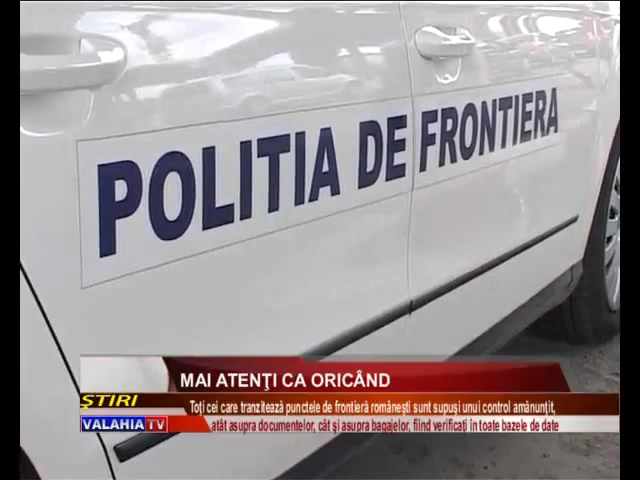 POLITIA DE FRONTIERA
MAI ATENŢI CA ORICÂND
ŞTIRI
Toţi cei care tranzitează punctele de frontieră româneşti sunt supuşi unui control amănunţit,
VALAHIA TV
atât asupra documentelor, cât şi asupra bagajelor, fiind verificaţi în toate bazele de date